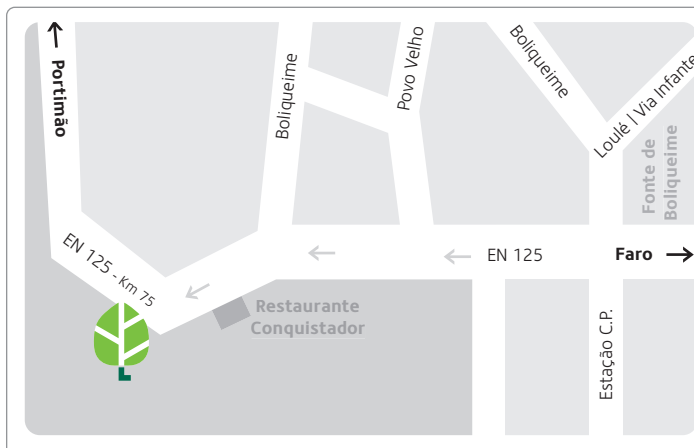 Portimão
Boliqueime
Povo Velho
Boliqueime
Loulé | Via Infante
Fonte de
Boliqueime
EN 125 - Km 75
EN 125
Faro
Restaurante
Conquistador
Estação C.P.